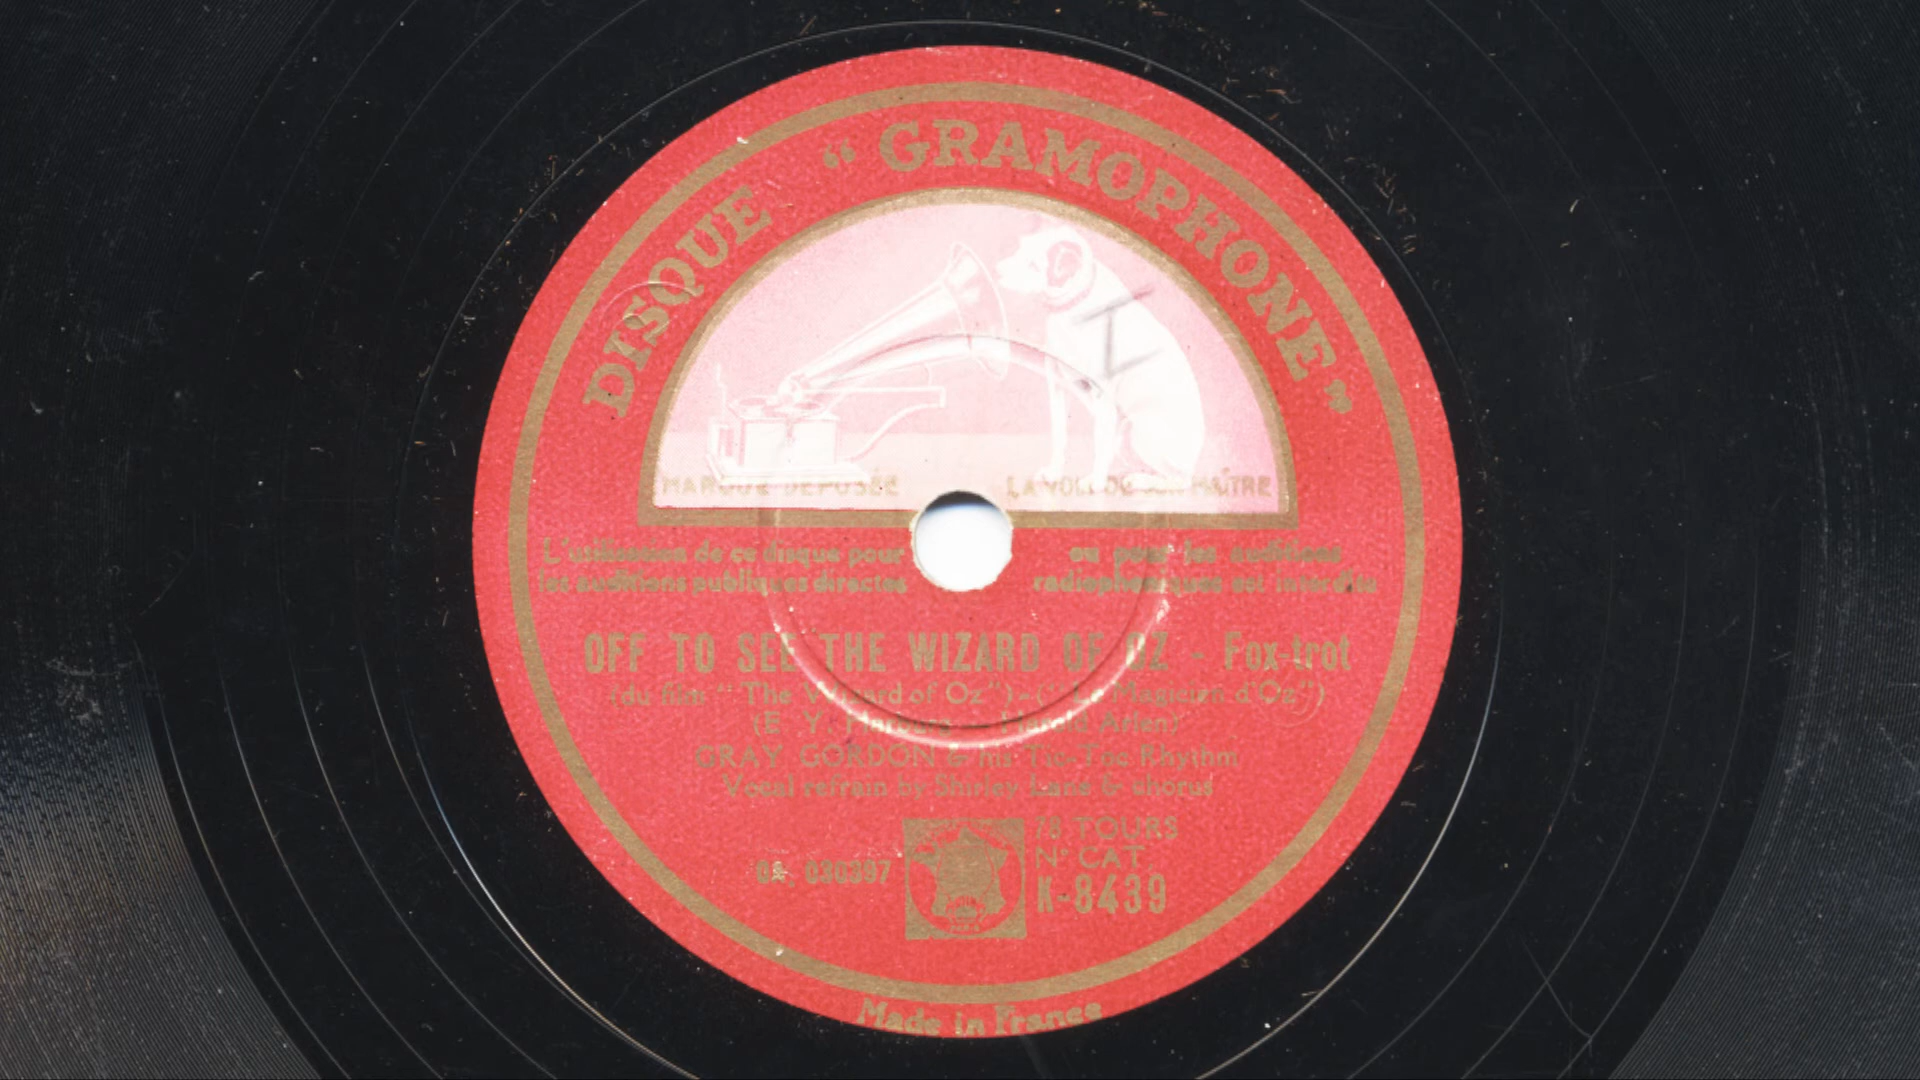 DISQUE "GRAMOPHONE"
MARQUE DÉPOSÉE LA VOIX DE SON MAÎTRE
L'utilisation de ce disque pour ou pour les auditions
les auditions publiques directes radiophoniques est interdite
OFF TO SEE THE WIZARD OF OZ - Fox-trot
(du film "The Wizard of Oz")-("Le Magicien d'Oz")
(E. Y. Harburg - Harold Arlen)
GRAY GORDON & his Tic-Toc Rhythm
Vocal refrain by Shirley Lane & chorus
78 TOURS
N° CAT.
OA. 030397 K-8439
PARIS
Made in France